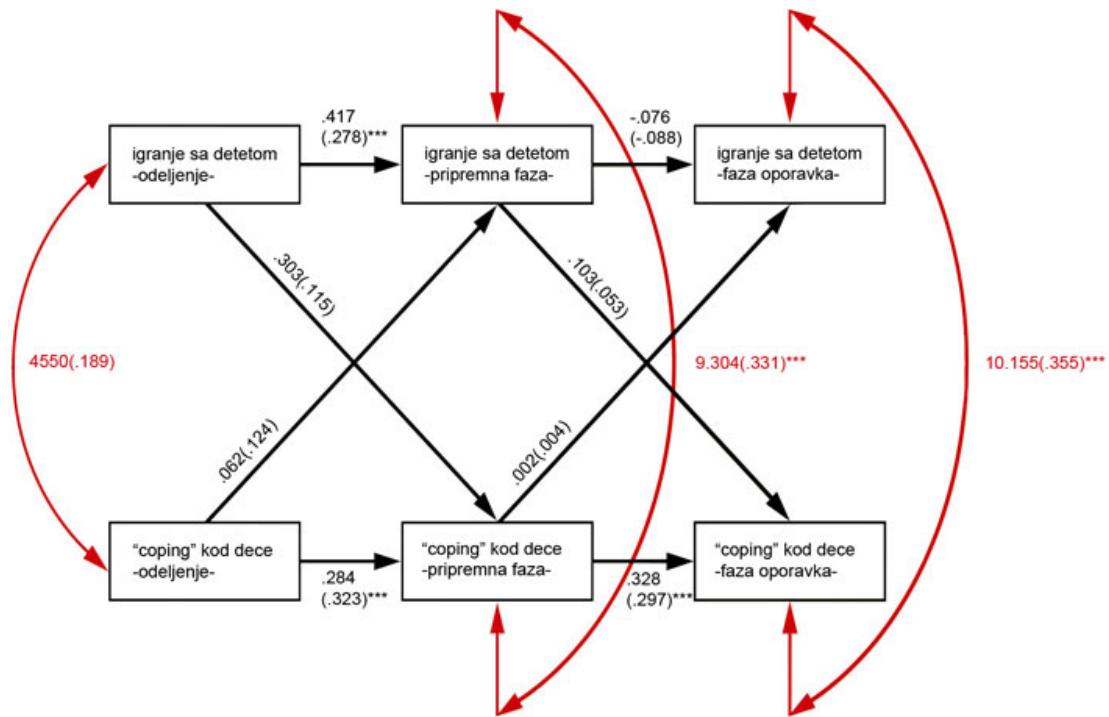 .417
(.278)***
-.076
(-.088)
igranje sa detetom
-odeljenje-
igranje sa detetom
-pripremna faza-
igranje sa detetom
-faza oporavka-
.303(.115)
.103(.053)
4550(.189)
9.304(.331)***
10.155(.355)***
.062(.124)
.002(.004)
“coping” kod dece
-odeljenje-
“coping” kod dece
-pripremna faza-
“coping” kod dece
-faza oporavka-
.284
(.323)***
.328
(.297)***